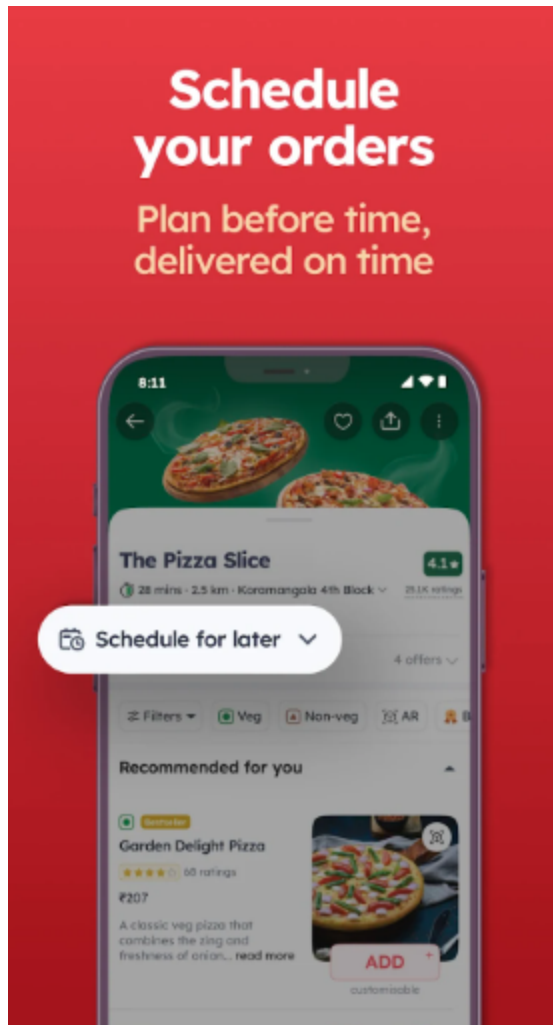 Schedule
your orders
Plan before time,
delivered on time
8:11
The Pizza Slice
4.1★
28 mins · 2.5 km · Koramangala 4th Block
ratings
Schedule for later
4 offers
Filters
Veg
Non-veg
AR
B
Recommended for you
Bestseller
Garden Delight Pizza
68 ratings
₹207
A classic veg pizza that
combines the zing and
freshness of onion... read more
ADD +
customisable